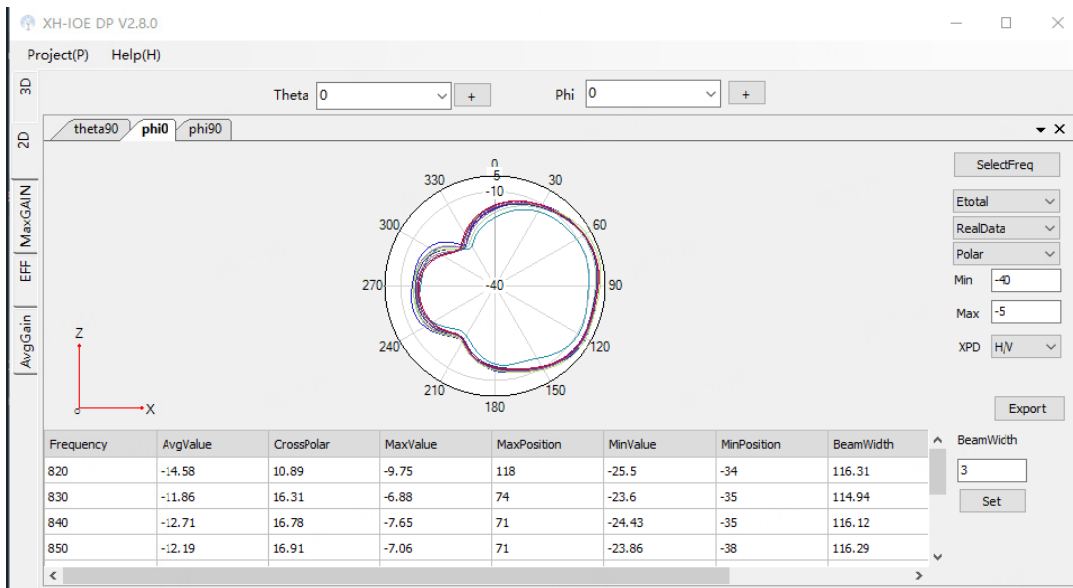 XH-IOE DP V2.8.0
Project(P) Help(H)
3D
2D
MaxGAIN
EFF
AvgGain
Theta 0 +
Phi 0 +
theta90 phi0 phi90
0
30
60
90
120
150
180
210
240
270
300
330
-5
-10
-40
Z
o
X
SelectFreq
Etotal
RealData
Polar
Min -40
Max -5
XPD H/V
Export
Frequency AvgValue CrossPolar MaxValue MaxPosition MinValue MinPosition BeamWidth
820 -14.58 10.89 -9.75 118 -25.5 -34 116.31
830 -11.86 16.31 -6.88 74 -23.6 -35 114.94
840 -12.71 16.78 -7.65 71 -24.43 -35 116.12
850 -12.19 16.91 -7.06 71 -23.86 -38 116.29
BeamWidth
3
Set